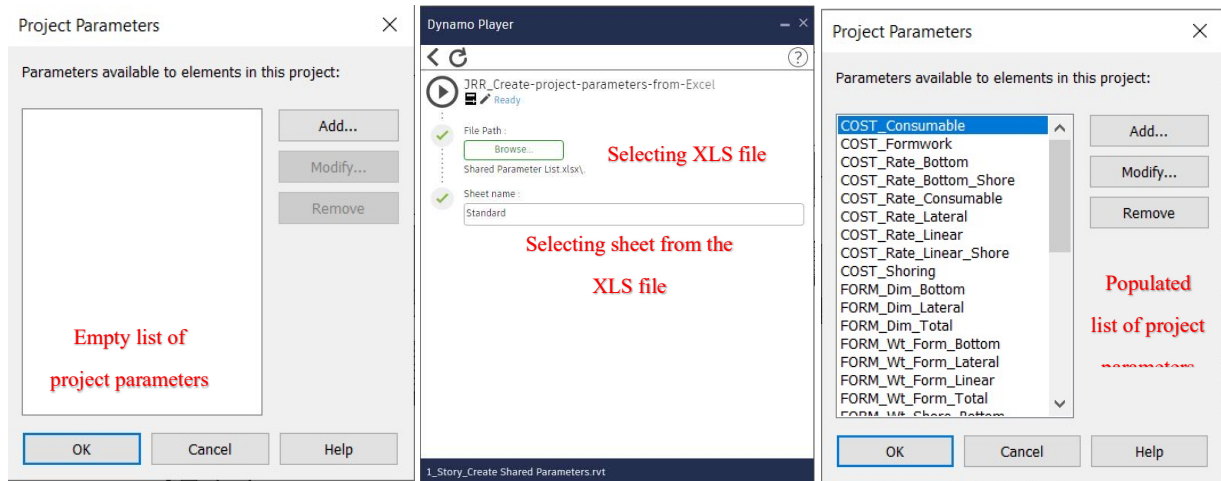 Project Parameters
Parameters available to elements in this project:
Add...
Modify...
Remove
Empty list of
project parameters
OK
Cancel
Help
Dynamo Player
JRR_Create-project-parameters-from-Excel
Ready
File Path :
Browse...
Selecting XLS file
Shared Parameter List.xlsx\.
Sheet name :
Standard
Selecting sheet from the
XLS file
1_Story_Create Shared Parameters.rvt
Project Parameters
Parameters available to elements in this project:
COST_Consumable
COST_Formwork
COST_Rate_Bottom
COST_Rate_Bottom_Shore
COST_Rate_Consumable
COST_Rate_Lateral
COST_Rate_Linear
COST_Rate_Linear_Shore
COST_Shoring
FORM_Dim_Bottom
FORM_Dim_Lateral
FORM_Dim_Total
FORM_Wt_Form_Bottom
FORM_Wt_Form_Lateral
FORM_Wt_Form_Linear
FORM_Wt_Form_Total
FORM_Wt_Shore_Bottom
Add...
Modify...
Remove
Populated
list of project
parameters
OK
Cancel
Help